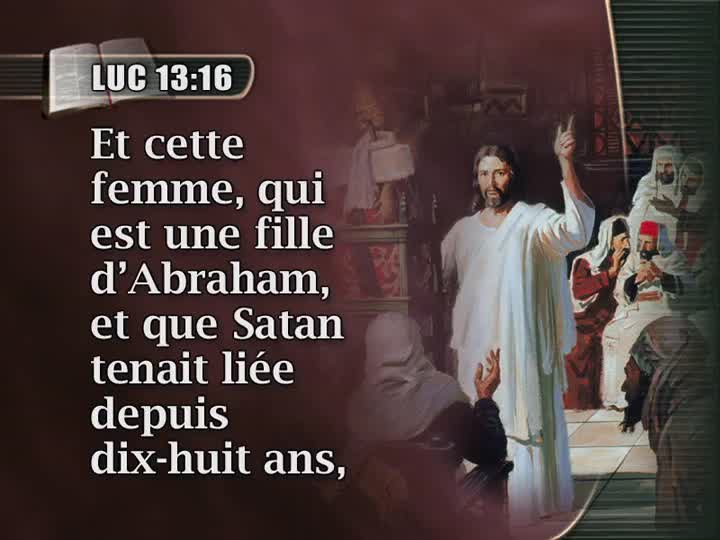 LUC 13:16
Et cette
femme, qui
est une fille
d’Abraham,
et que Satan
tenait liée
depuis
dix-huit ans,